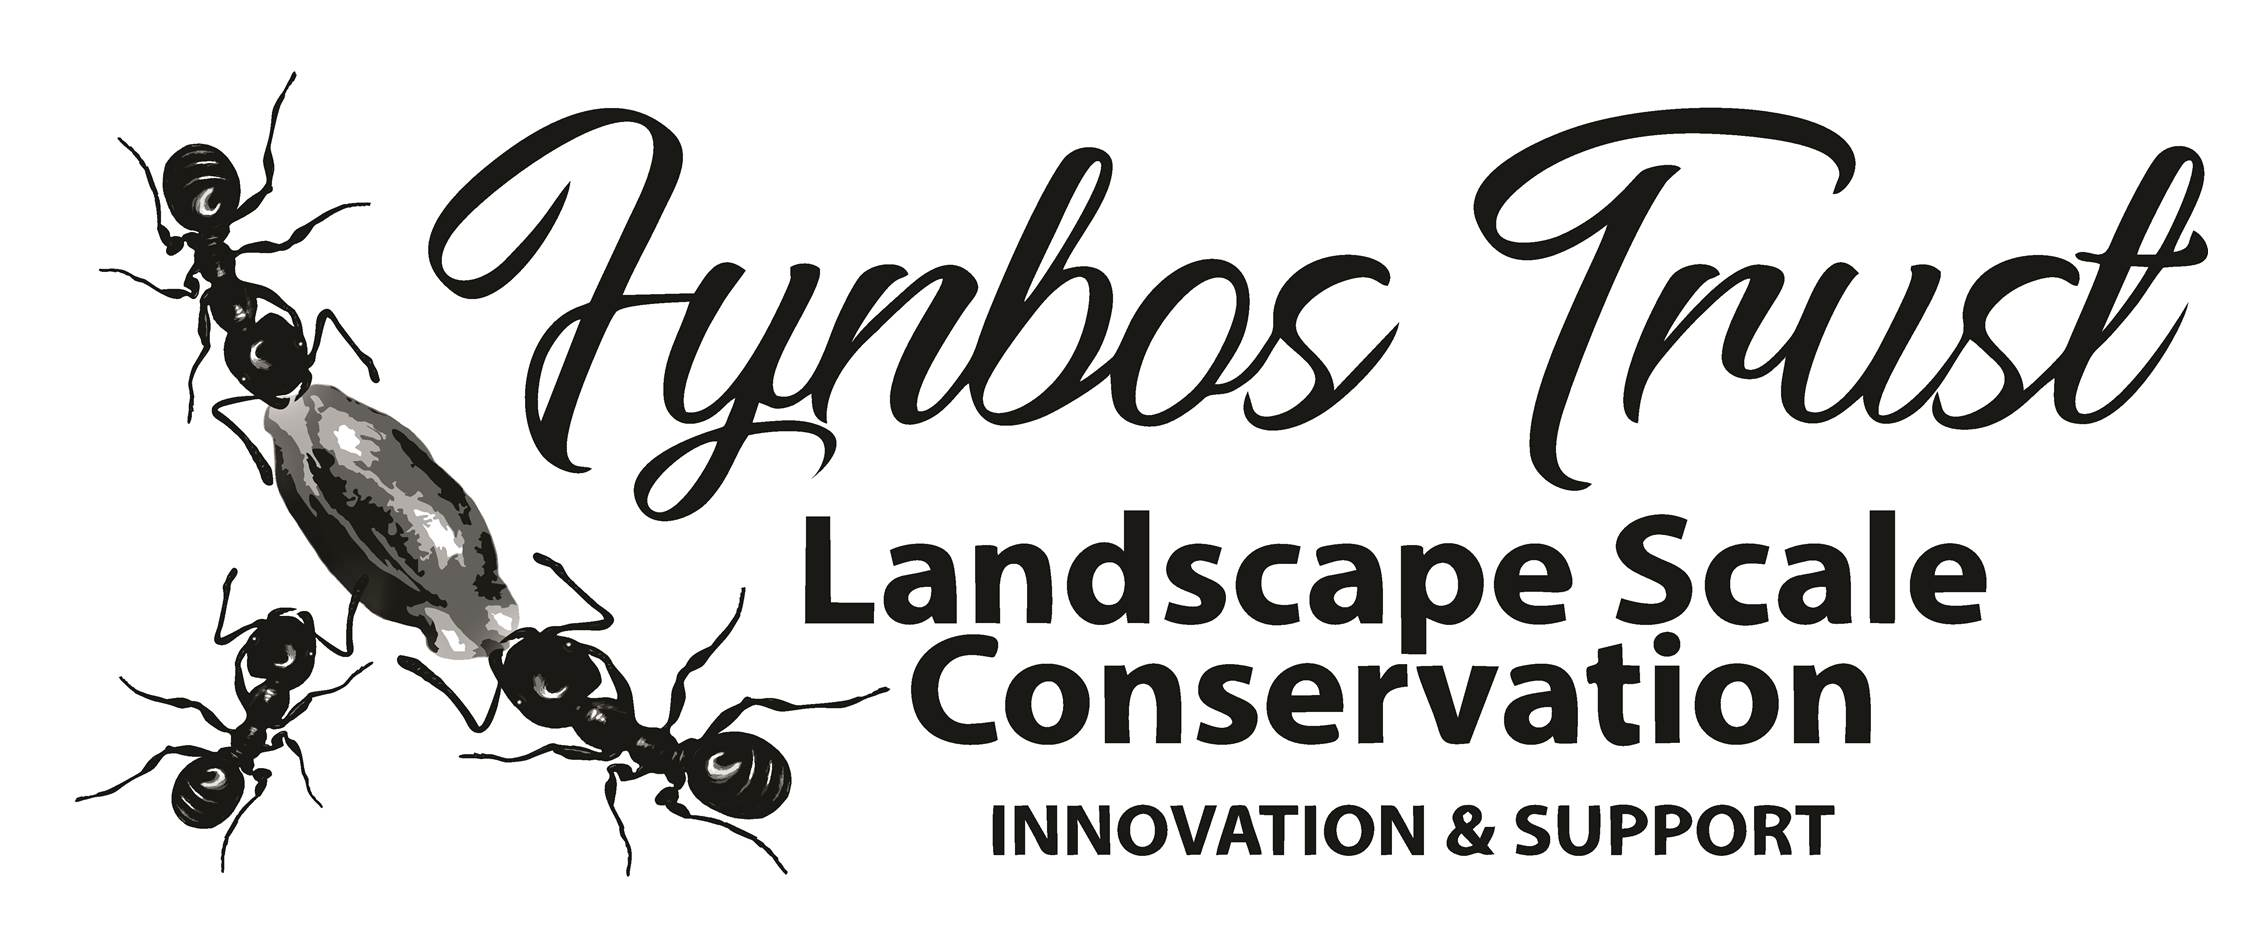 Fynbos Trust
Landscape Scale
Conservation
INNOVATION & SUPPORT